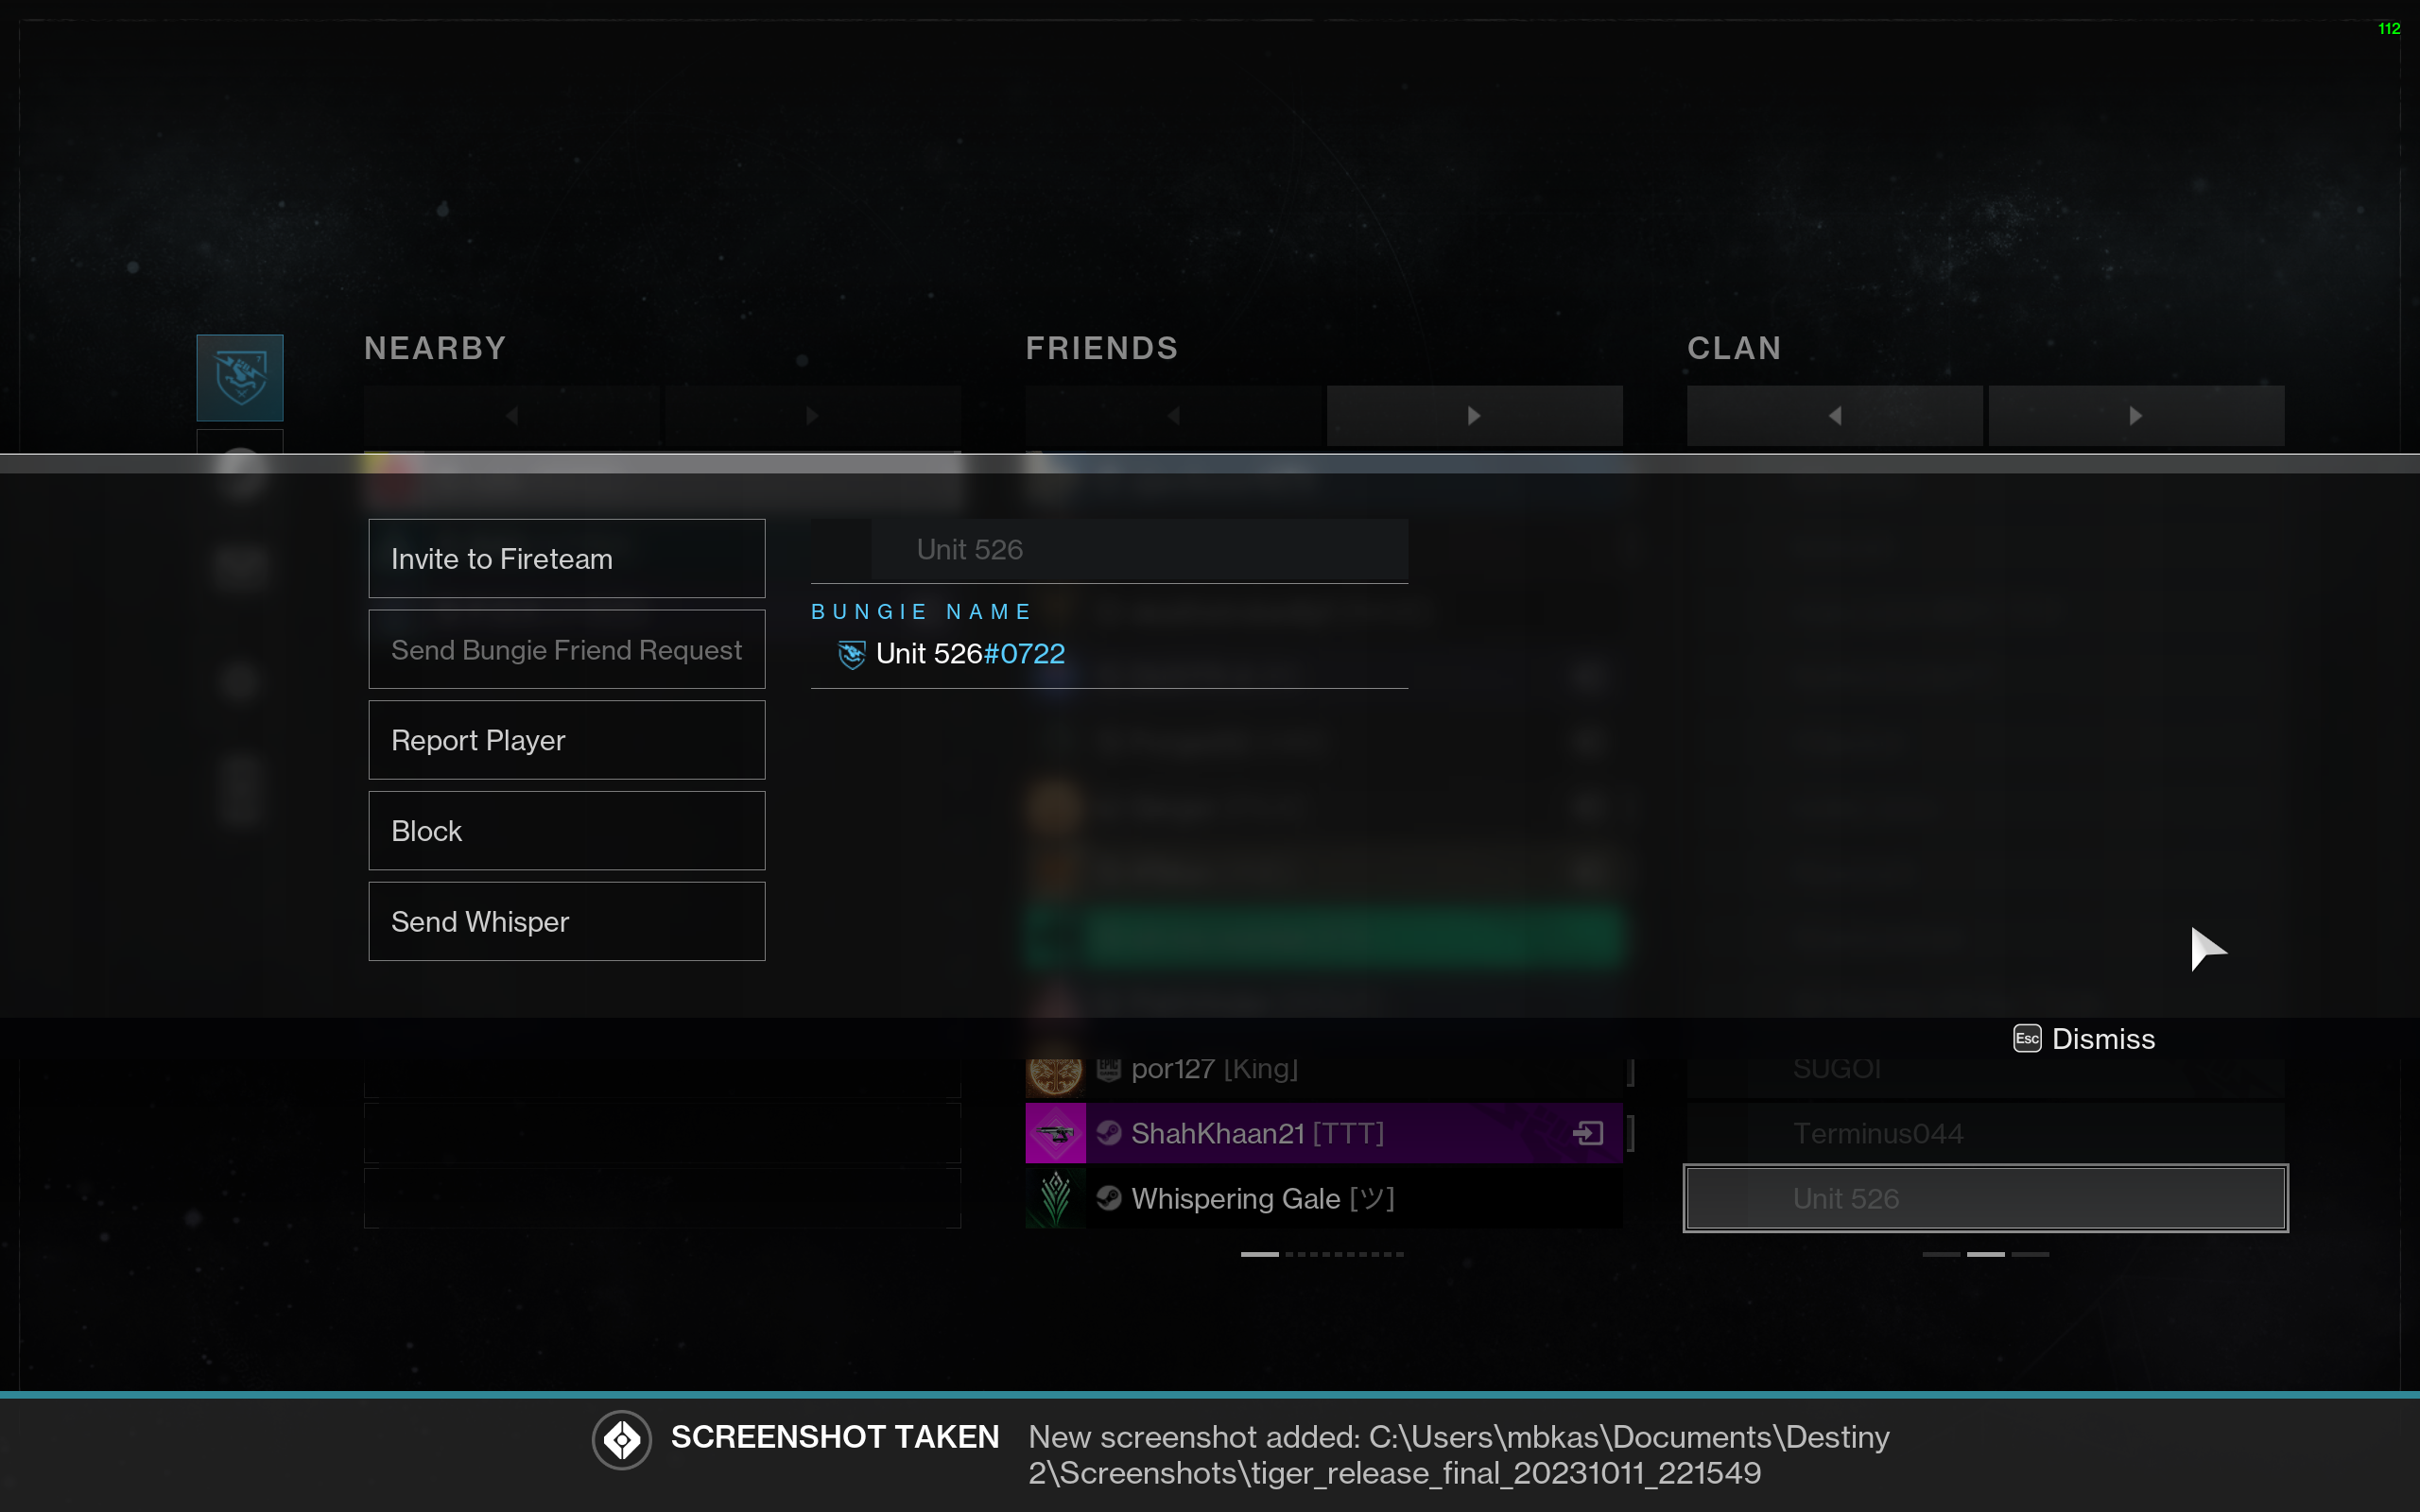 112
NEARBY
FRIENDS
CLAN
Invite to Fireteam
Send Bungie Friend Request
Report Player
Block
Send Whisper
Unit 526
BUNGIE NAME
Unit 526#0722
Esc Dismiss
por127 [King]
ShahKhaan21 [TTT]
Whispering Gale [ツ]
SUGOI
Terminus044
Unit 526
SCREENSHOT TAKEN
New screenshot added: C:\Users\mbkas\Documents\Destiny
2\Screenshots\tiger_release_final_20231011_221549